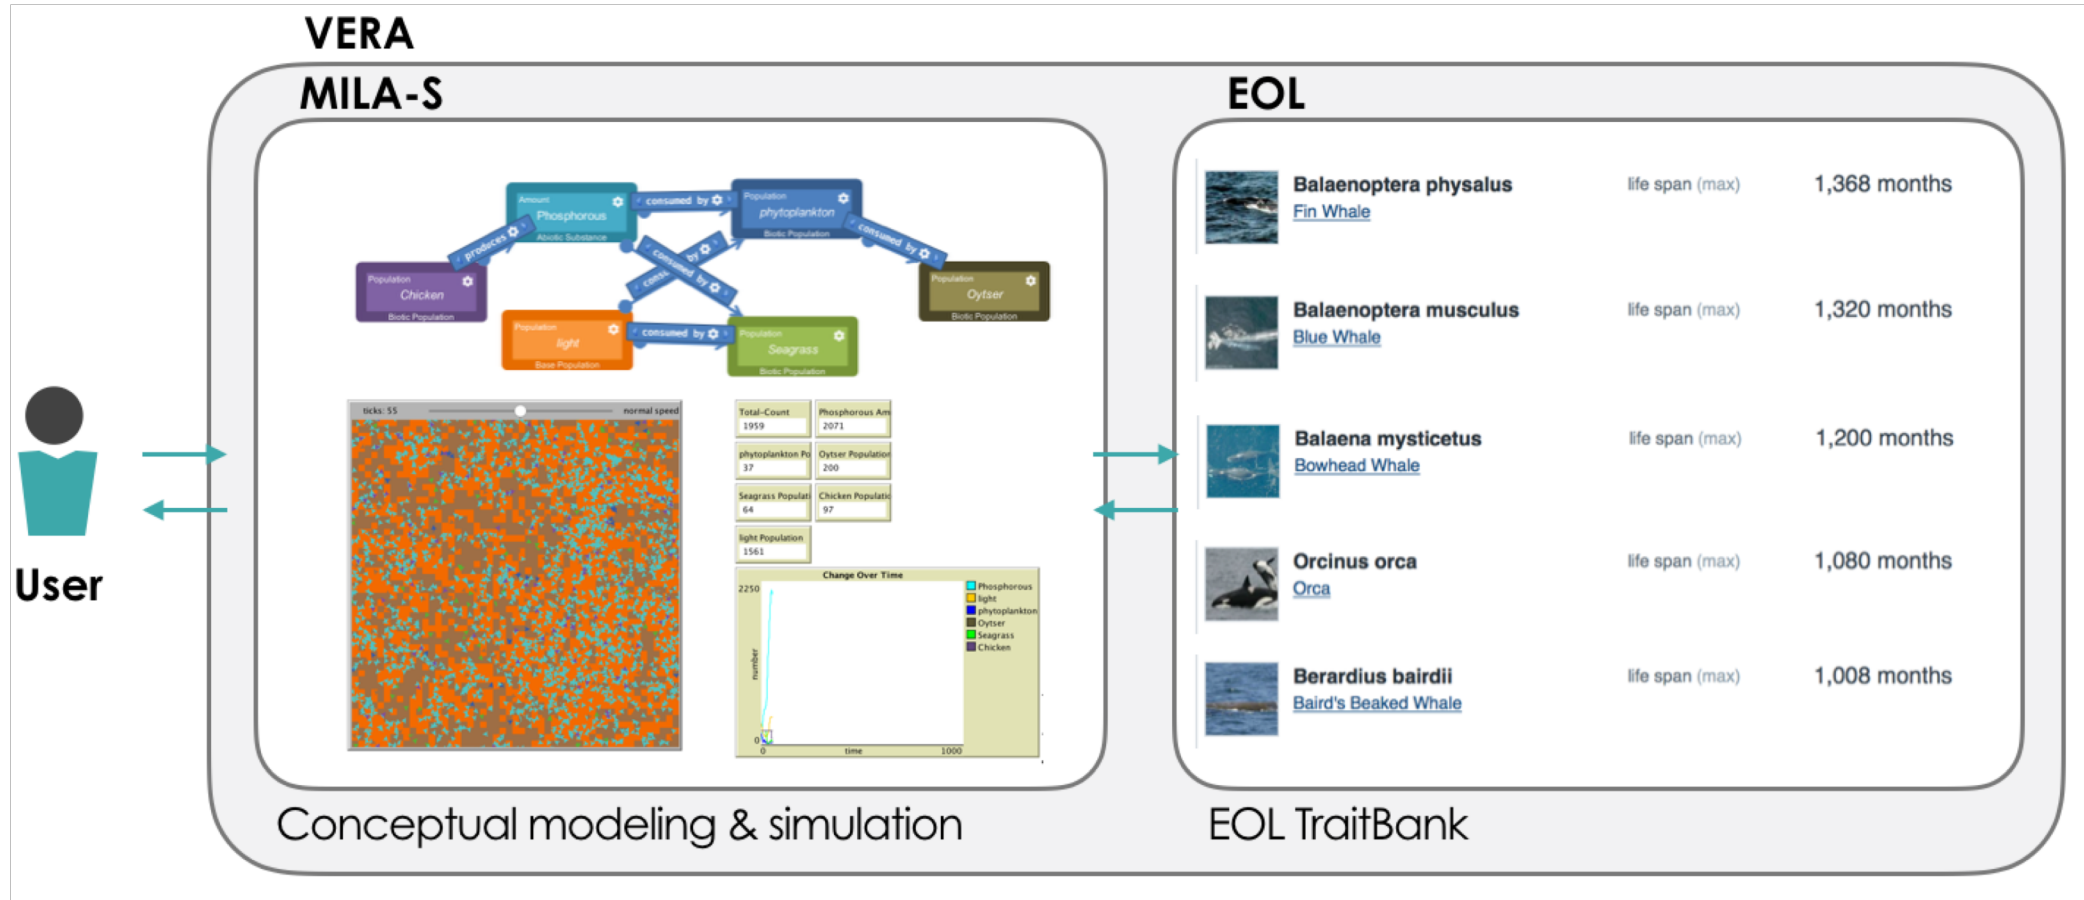 VERA
MILA-S
EOL
Amount
Phosphorous
Abiotic Substance
consumed by
Population
phytoplankton
Biotic Population
produces
consumed by
consumed by
Population
Chicken
Biotic Population
Population
Oytser
Biotic Population
Population
light
Base Population
consumed by
Population
Seagrass
Biotic Population
ticks: 55
normal speed
Total-Count
1959
Phosphorous Am
2071
phytoplankton Po
37
Oytser Population
200
Seagrass Populati
64
Chicken Populatio
97
light Population
1561
Change Over Time
2250
number
0
0
time
1000
Phosphorous
light
phytoplankton
Oytser
Seagrass
Chicken
Balaenoptera physalus life span (max) 1,368 months
Fin Whale
Balaenoptera musculus life span (max) 1,320 months
Blue Whale
Balaena mysticetus life span (max) 1,200 months
Bowhead Whale
Orcinus orca life span (max) 1,080 months
Orca
Berardius bairdii life span (max) 1,008 months
Baird's Beaked Whale
User
Conceptual modeling & simulation
EOL TraitBank